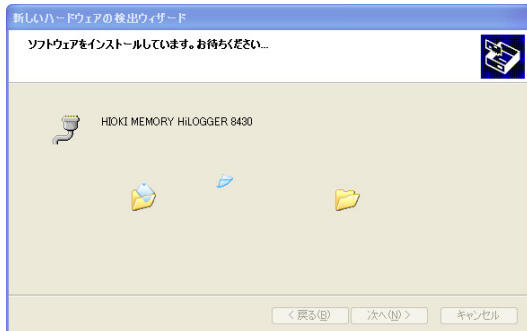 新しいハードウェアの検出ウィザード
ソフトウェアをインストールしています。お待ちください...
HIOKI MEMORY HiLOGGER 8430
< 戻る(B)
次へ(N) >
キャンセル